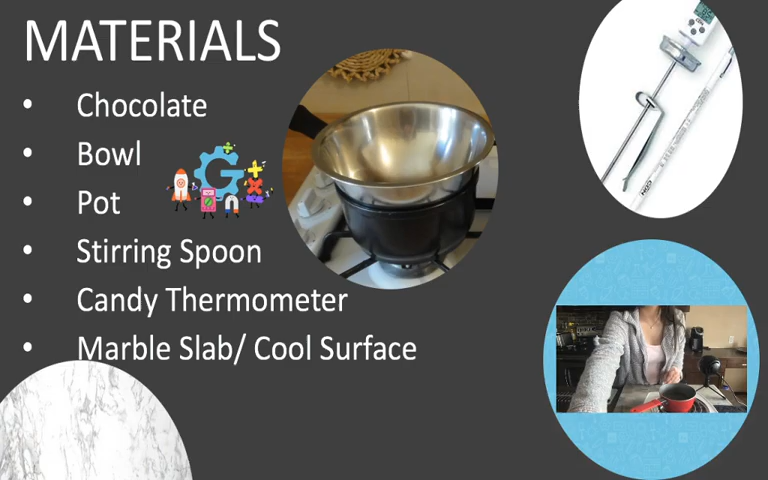 MATERIALS
• Chocolate
• Bowl
• Pot
• Stirring Spoon
• Candy Thermometer
• Marble Slab/ Cool Surface